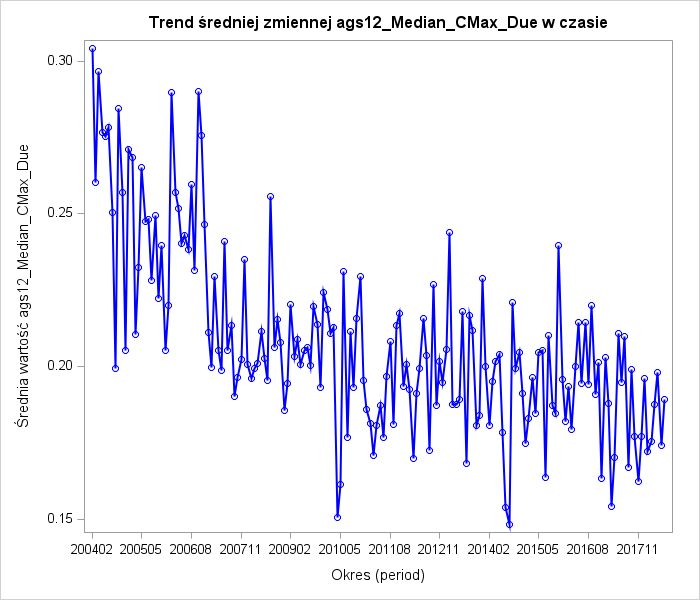 Trend średniej zmiennej ags12_Median_CMax_Due w czasie
0.30
0.25
0.20
0.15
Średnia wartość ags12_Median_CMax_Due
200402 200505 200608 200711 200902 201005 201108 201211 201402 201505 201608 201711
Okres (period)